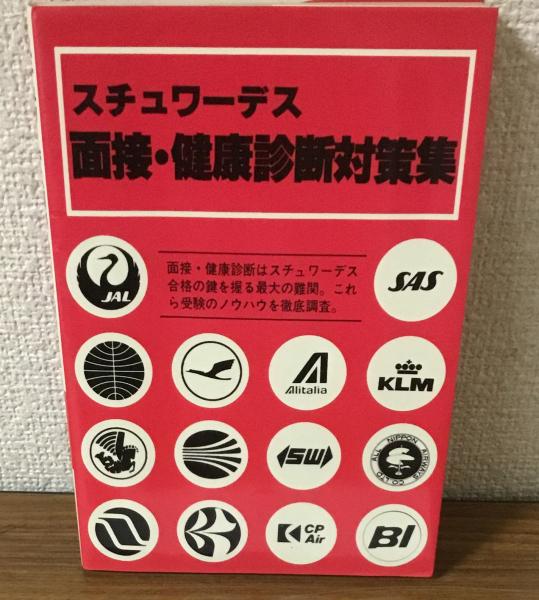 スチュワーデス
面接・健康診断対策集
面接・健康診断はスチュワーデス
合格の鍵を握る最大の難関。これ
ら受験のノウハウを徹底調査。
JAL
SAS
Alitalia
KLM
SW
ALL NIPPON AIRWAYS CO. LTD
CP
Air
BI